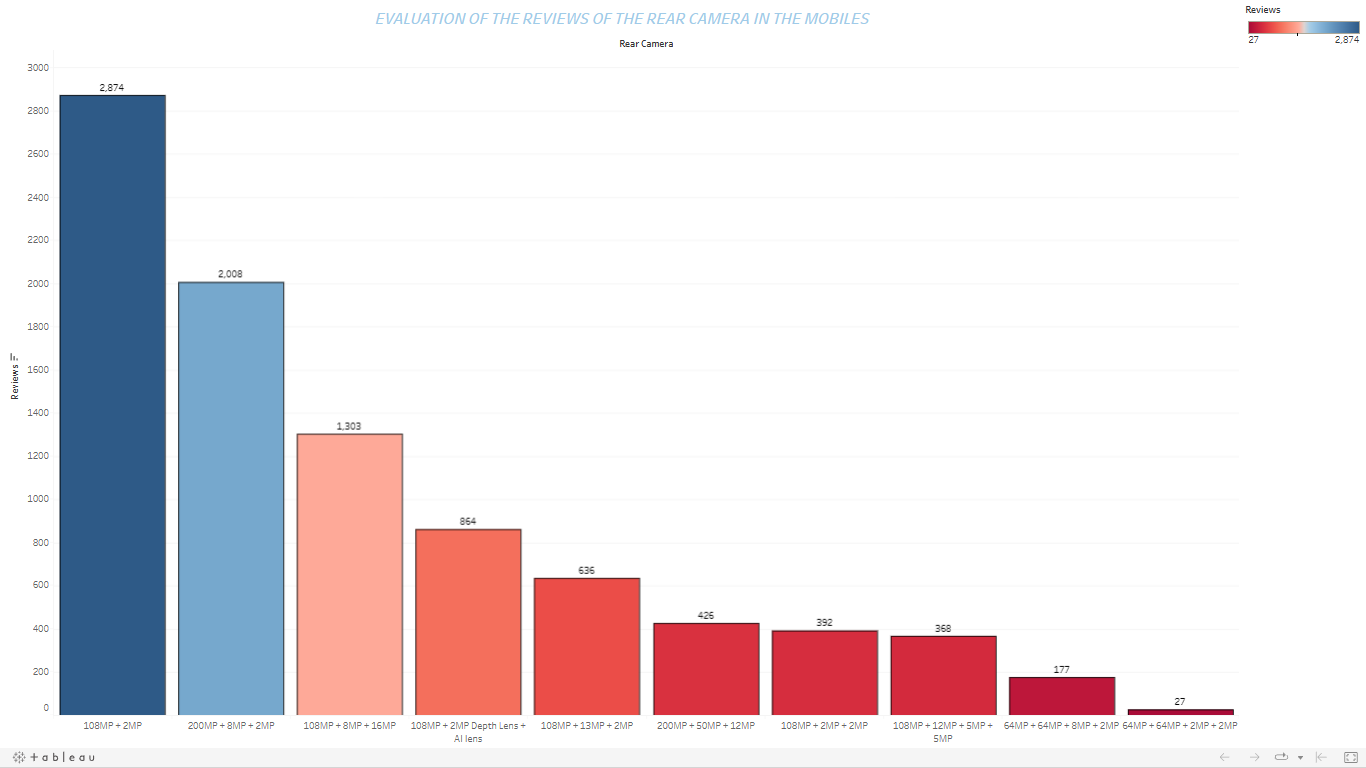 EVALUATION OF THE REVIEWS OF THE REAR CAMERA IN THE MOBILES
Reviews
27 2,874
Rear Camera
3000
2800
2600
2400
2200
2000
1800
1600
1400
1200
1000
800
600
400
200
0
Reviews
2,874
2,008
1,303
864
636
426
392
368
177
27
108MP + 2MP
200MP + 8MP + 2MP
108MP + 8MP + 16MP
108MP + 2MP Depth Lens +
AI lens
108MP + 13MP + 2MP
200MP + 50MP + 12MP
108MP + 2MP + 2MP
108MP + 12MP + 5MP +
5MP
64MP + 64MP + 8MP + 2MP
64MP + 64MP + 2MP + 2MP
+ableau